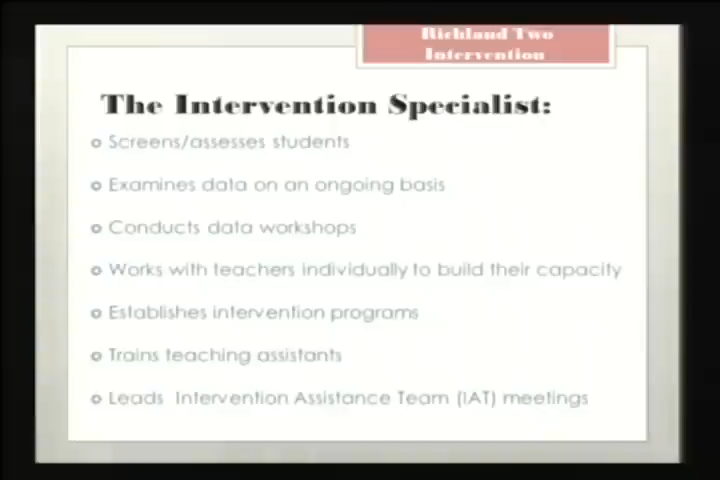 Richland Two
Intervention
The Intervention Specialist:
Screens/assesses students
Examines data on an ongoing basis
Conducts data workshops
Works with teachers individually to build their capacity
Establishes intervention programs
Trains teaching assistants
Leads Intervention Assistance Team (IAT) meetings